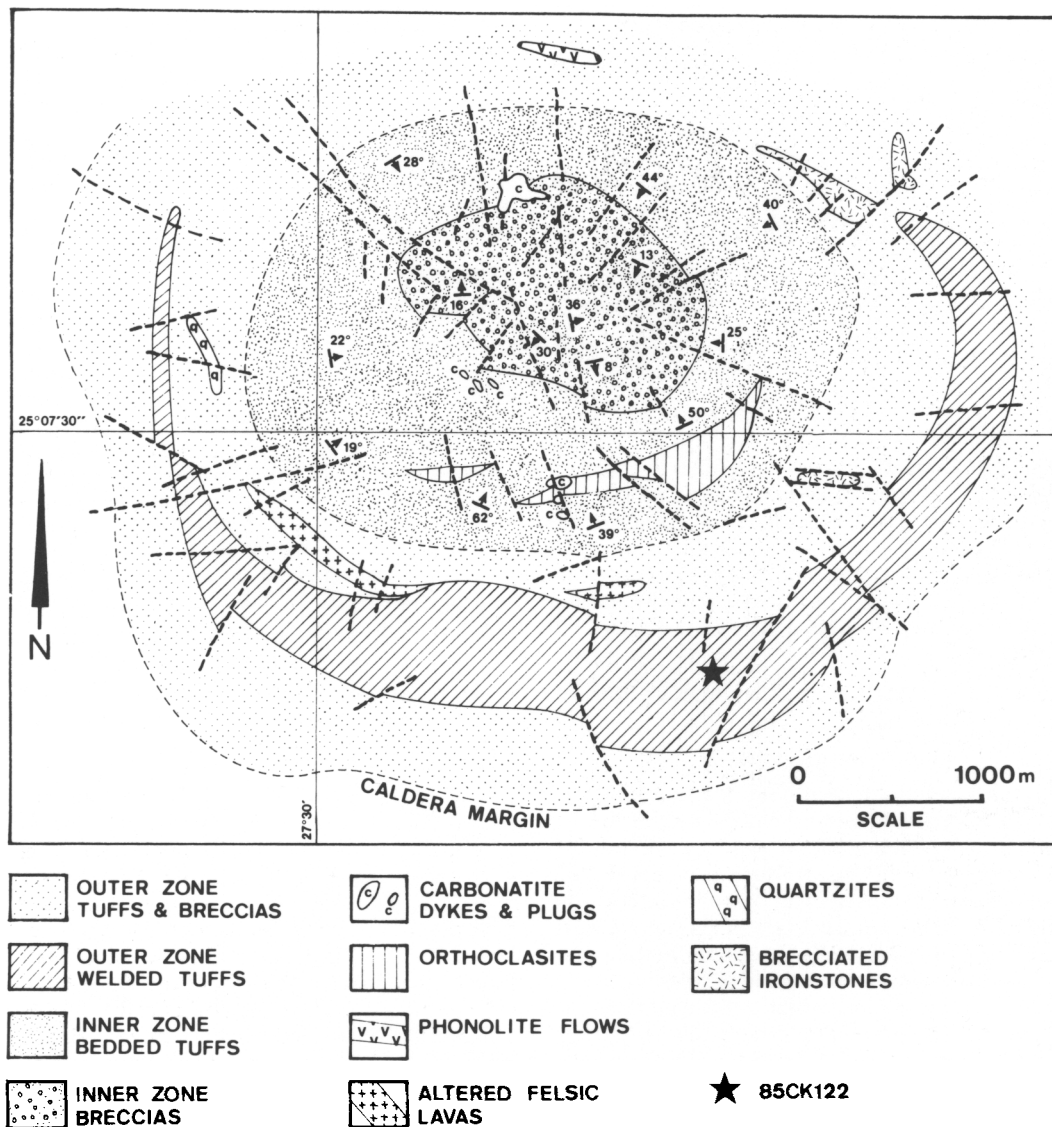 28°
44°
40°
c
13°
16°
36
30°
8°
22°
25°
c
c
c
c
q
q
q
25°07'30"
50°
19°
c
c
c
62°
39°
N
0 1000m
SCALE
CALDERA MARGIN
27°30'
OUTER ZONE
TUFFS & BRECCIAS
OUTER ZONE
WELDED TUFFS
INNER ZONE
BEDDED TUFFS
INNER ZONE
BRECCIAS
c
c
CARBONATITE
DYKES & PLUGS
ORTHOCLASITES
v v v v v
PHONOLITE FLOWS
ALTERED FELSIC
LAVAS
q
q
q
QUARTZITES
BRECCIATED
IRONSTONES
85CK122